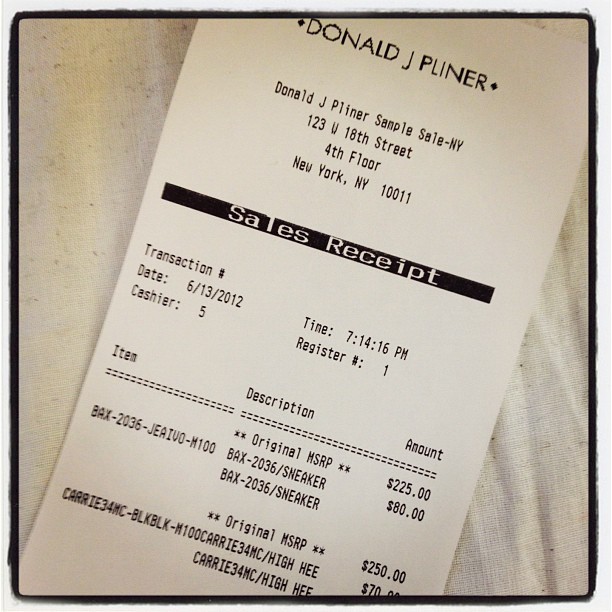 DONALD J PLINER
Donald J Pliner Sample Sale-NY
123 W 18th Street
4th Floor
New York, NY 10011
Sales Receipt
Transaction #
Date: 6/13/2012
Cashier: 5
Time: 7:14:16 PM
Register #: 1
Item Description Amount
** Original MSRP ** $225.00
BAX-2036-JEAIVO-M100 BAX-2036/SNEAKER $80.00
BAX-2036/SNEAKER
** Original MSRP ** $250.00
CARRIE34MC-BLKBLK-M100CARRIE34MC/HIGH HEE $70.00
CARRIE34MC/HIGH HEE